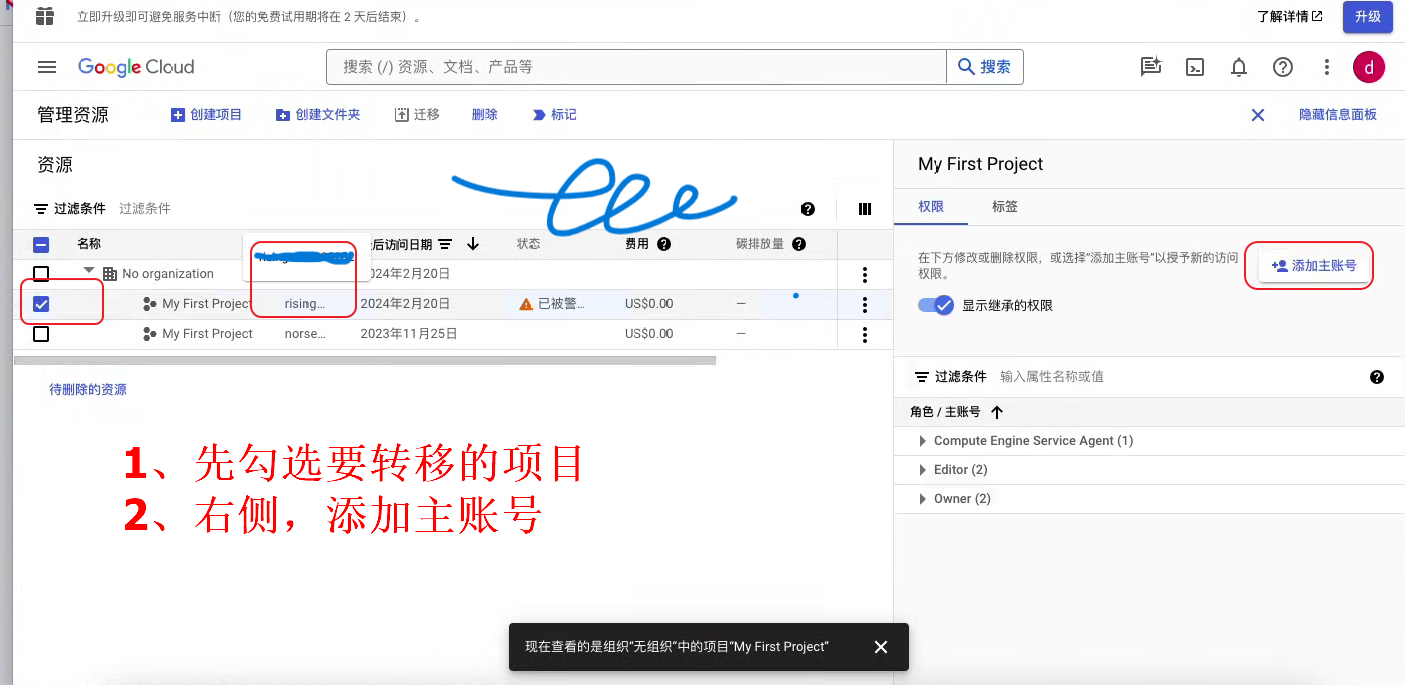 立即升级即可避免服务中断（您的免费试用期将在 2 天后结束）。 了解详情 升级
Google Cloud 搜索 (/) 资源、文档、产品等 搜索 d
管理资源 创建项目 创建文件夹 迁移 删除 标记 隐藏信息面板
资源
过滤条件 过滤条件
名称 后访问日期 状态 费用 碳排放量
No organization 2024年2月20日
My First Project rising... 2024年2月20日 已被警... US$0.00 —
My First Project norse... 2023年11月25日 US$0.00 —
待删除的资源
1、先勾选要转移的项目
2、右侧，添加主账号
My First Project
权限 标签
在下方修改或删除权限，或选择“添加主账号”以授予新的访问
权限。
添加主账号
显示继承的权限
过滤条件 输入属性名称或值
角色 / 主账号
Compute Engine Service Agent (1)
Editor (2)
Owner (2)
现在查看的是组织“无组织”中的项目“My First Project”